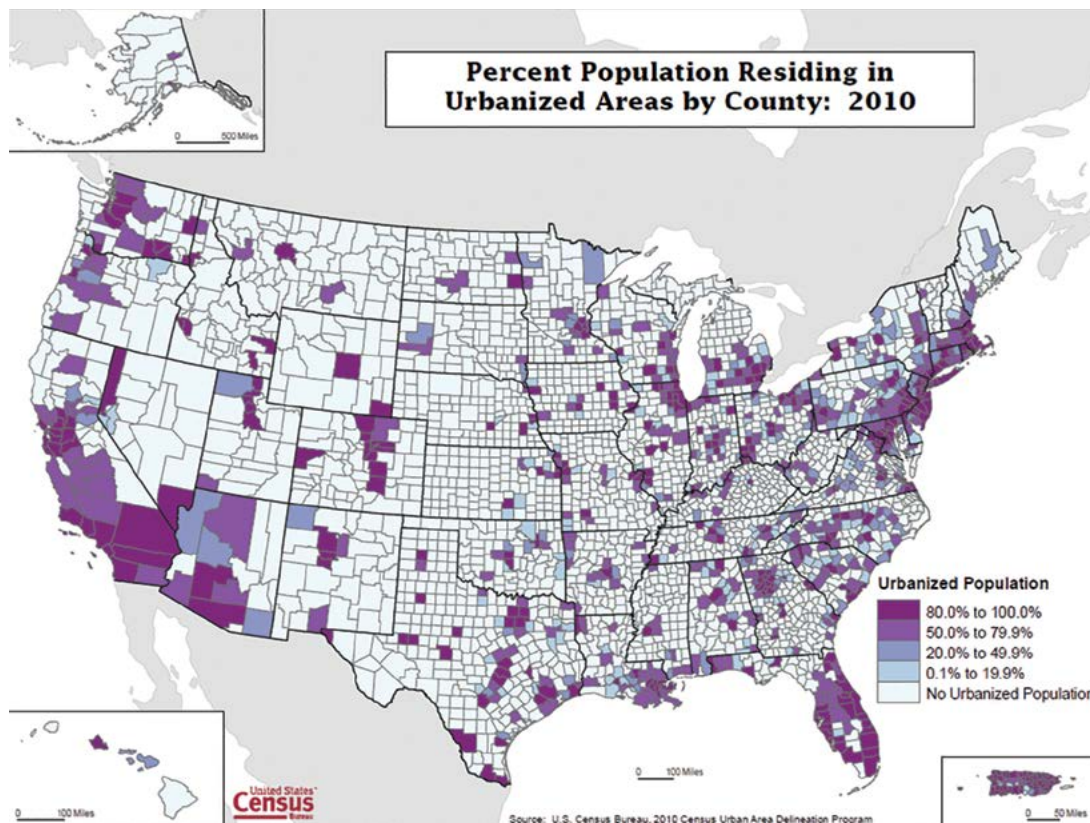 Percent Population Residing in
Urbanized Areas by County: 2010
0 500 Miles
Urbanized Population
80.0% to 100.0%
50.0% to 79.9%
20.0% to 49.9%
0.1% to 19.9%
No Urbanized Population
0 100 Miles
United States™
Census
Bureau
0 100 Miles
0 50 Miles
Source: U.S. Census Bureau, 2010 Census Urban Area Delineation Program